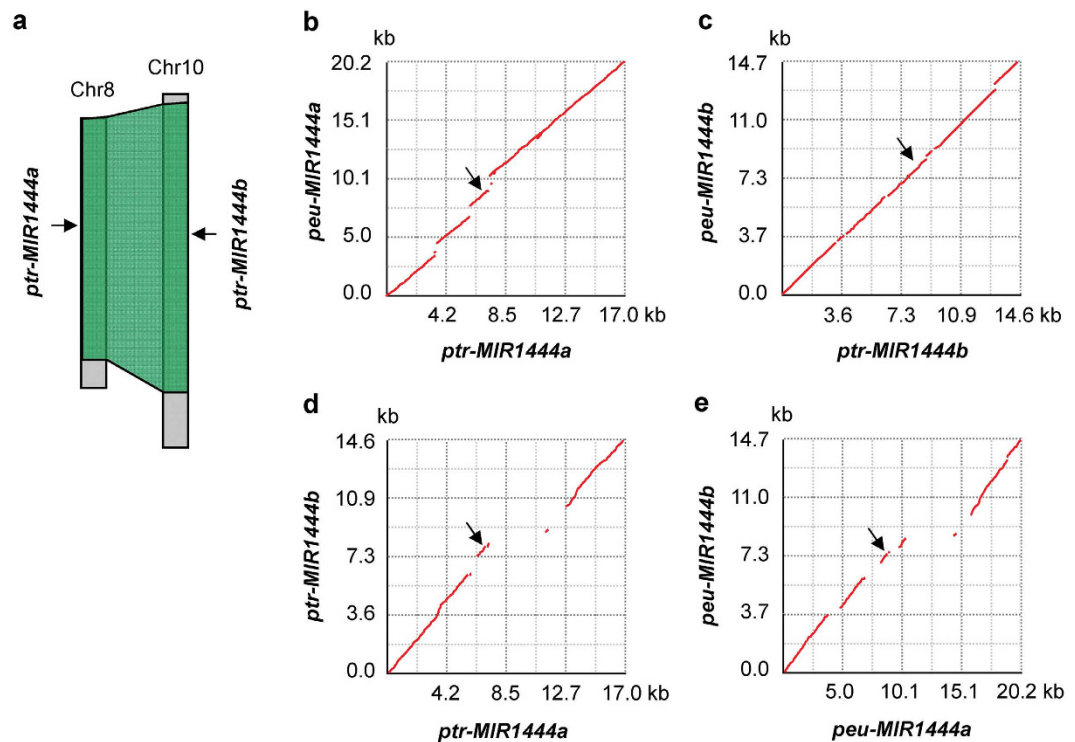 a
Chr8
Chr10
ptr-MIR1444a
ptr-MIR1444b
b
kb
20.2
15.1
10.1
5.0
0.0
peu-MIR1444a
4.2 8.5 12.7 17.0 kb
ptr-MIR1444a
c
kb
14.7
11.0
7.3
3.7
0.0
peu-MIR1444b
3.6 7.3 10.9 14.6 kb
ptr-MIR1444b
d
kb
14.6
10.9
7.3
3.6
0.0
ptr-MIR1444b
4.2 8.5 12.7 17.0 kb
ptr-MIR1444a
e
kb
14.7
11.0
7.3
3.7
0.0
peu-MIR1444b
5.0 10.1 15.1 20.2 kb
peu-MIR1444a